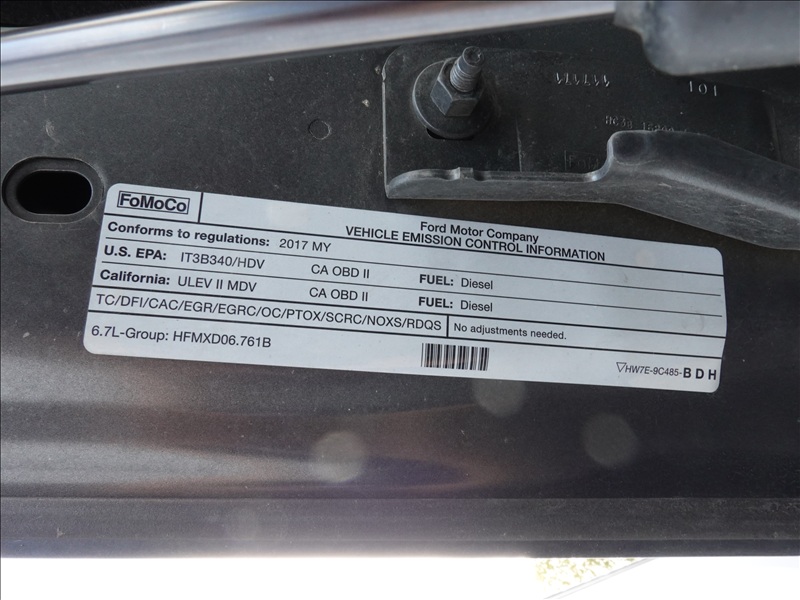 117171
101
FoMoCo
Ford Motor Company
VEHICLE EMISSION CONTROL INFORMATION
Conforms to regulations: 2017 MY
U.S. EPA: IT3B340/HDV CA OBD II FUEL: Diesel
California: ULEV II MDV CA OBD II FUEL: Diesel
TC/DFI/CAC/EGR/EGRC/OC/PTOX/SCRC/NOXS/RDQS No adjustments needed.
6.7L-Group: HFMXD06.761B
HW7E-9C485-BDH